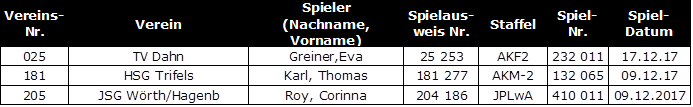 Vereins-Nr. Verein Spieler (Nachname, Vorname) Spielausweis Nr. Staffel Spiel-Nr. Spiel-Datum
025 TV Dahn Greiner,Eva 25 253 AKF2 232 011 17.12.17
181 HSG Trifels Karl, Thomas 181 277 AKM-2 132 065 09.12.17
205 JSG Wörth/Hagenb Roy, Corinna 204 186 JPLwA 410 011 09.12.2017